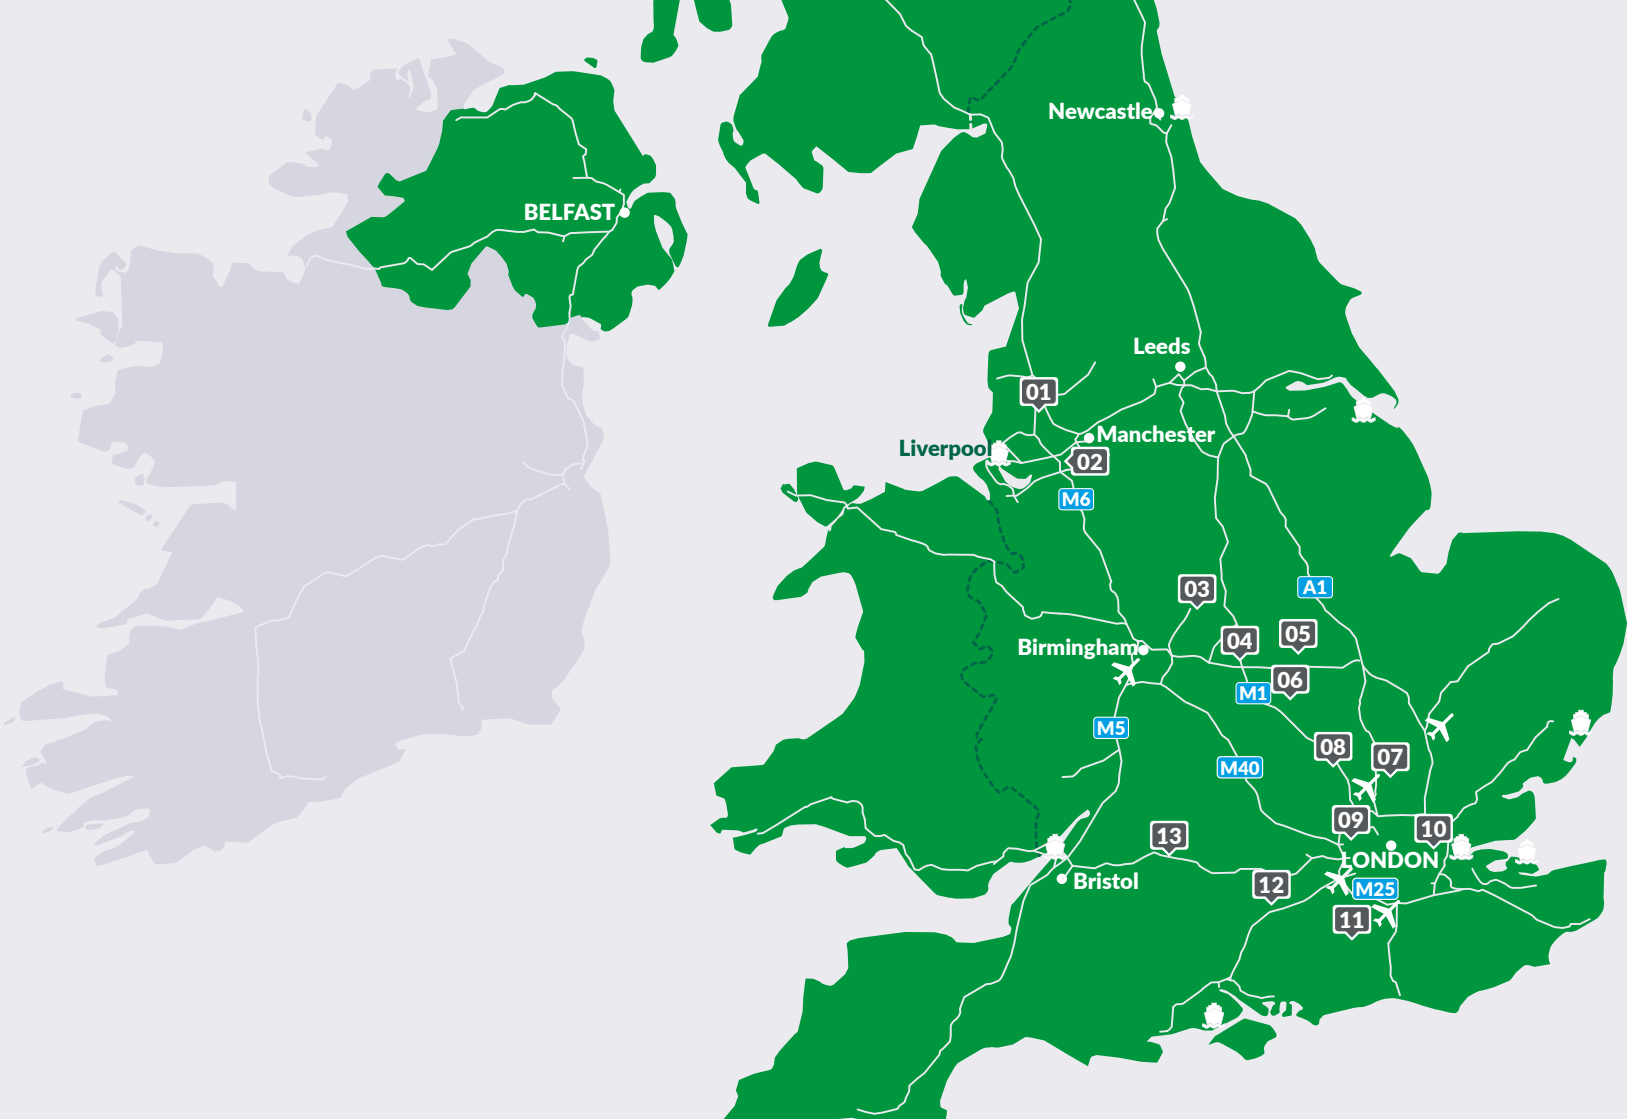 Newcastle
BELFAST
Leeds
01
Manchester
Liverpool
02
M6
03
A1
04
05
Birmingham
06
M1
M5
08
07
M40
09
10
13
LONDON
Bristol
12
M25
11